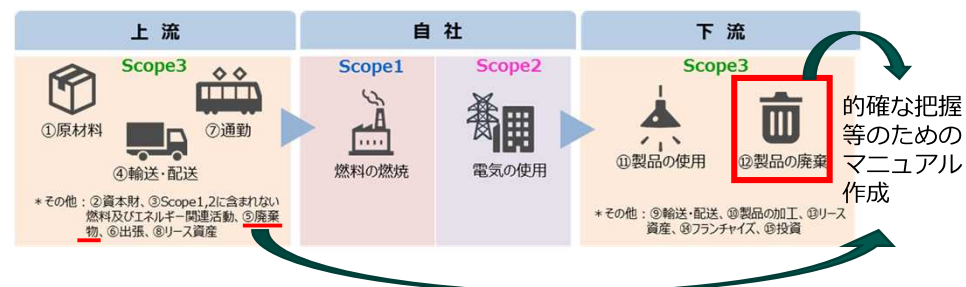 上流
自社
下流
Scope3
①原材料
⑦通勤
④輸送・配送
＊その他：②資本財、③Scope1,2に含まれない
燃料及びエネルギー関連活動、⑤廃棄
物、⑥出張、⑧リース資産
Scope1
燃料の燃焼
Scope2
電気の使用
Scope3
⑪製品の使用
⑫製品の廃棄
＊その他：⑨輸送・配送、⑩製品の加工、⑬リース
資産、⑭フランチャイズ、⑮投資
的確な把握
等のための
マニュアル
作成